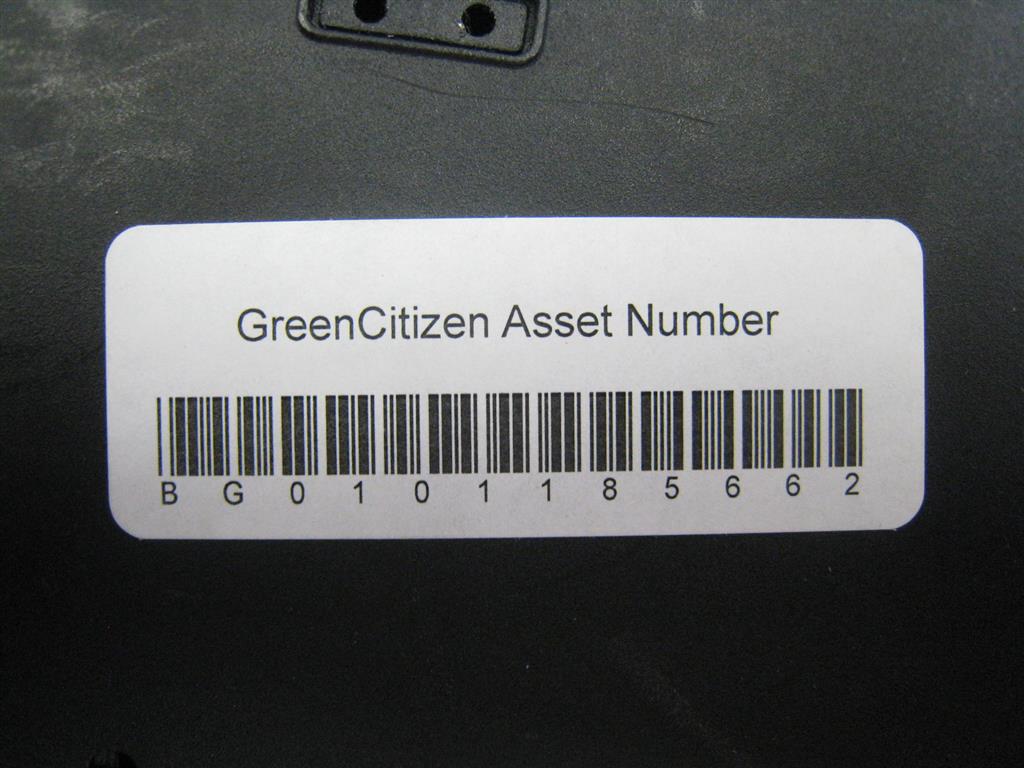 GreenCitizen Asset Number
B G 0 1 0 1 1 8 5 6 6 2